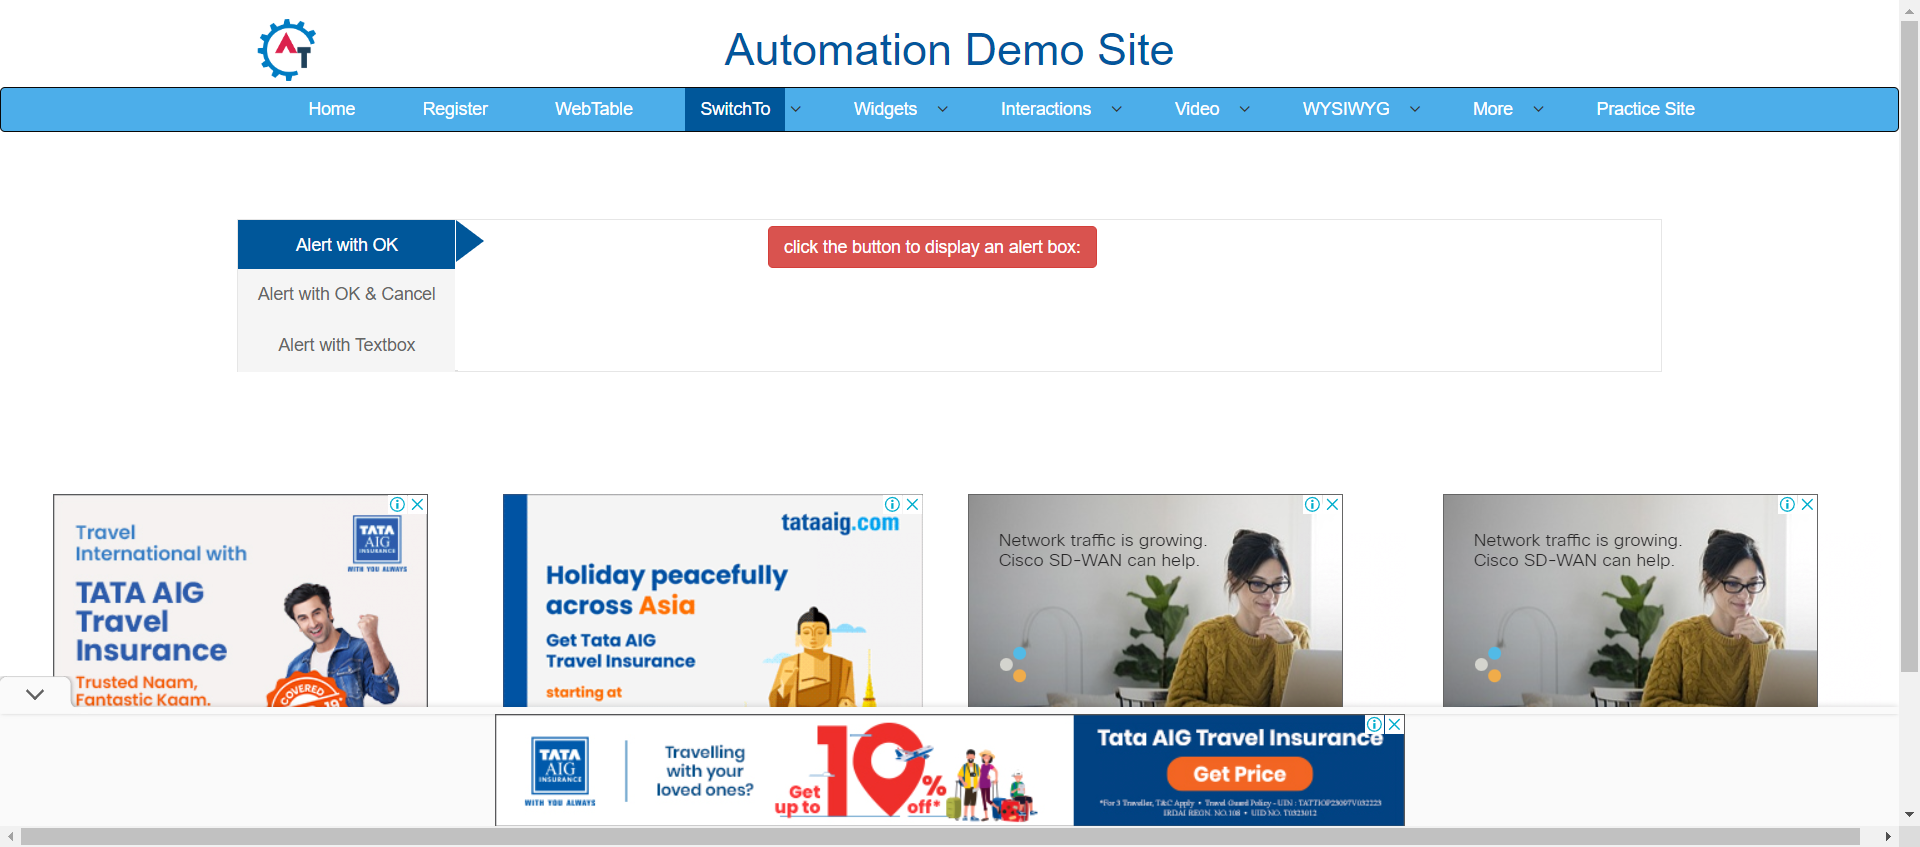 AT
Automation Demo Site
Home Register WebTable SwitchTo Widgets Interactions Video WYSIWYG More Practice Site
Alert with OK
click the button to display an alert box:
Alert with OK & Cancel
Alert with Textbox
Travel
International with
TATA
AIG
INSURANCE
WITH YOU ALWAYS
TATA AIG
Travel
Insurance
Trusted Naam,
Fantastic Kaam.
COVERED
tataaig.com
Holiday peacefully
across Asia
Get Tata AIG
Travel Insurance
starting at
Network traffic is growing.
Cisco SD-WAN can help.
Network traffic is growing.
Cisco SD-WAN can help.
TATA
AIG
INSURANCE
WITH YOU ALWAYS
Travelling
with your
loved ones?
Get
up to
10%
off*
Tata AIG Travel Insurance
Get Price
*For 3 Traveller, T&C Apply • Travel Guard Policy - UIN : TATTIOP23097V032223
IRDAI REGN. NO.108 • UID NO. T0323012